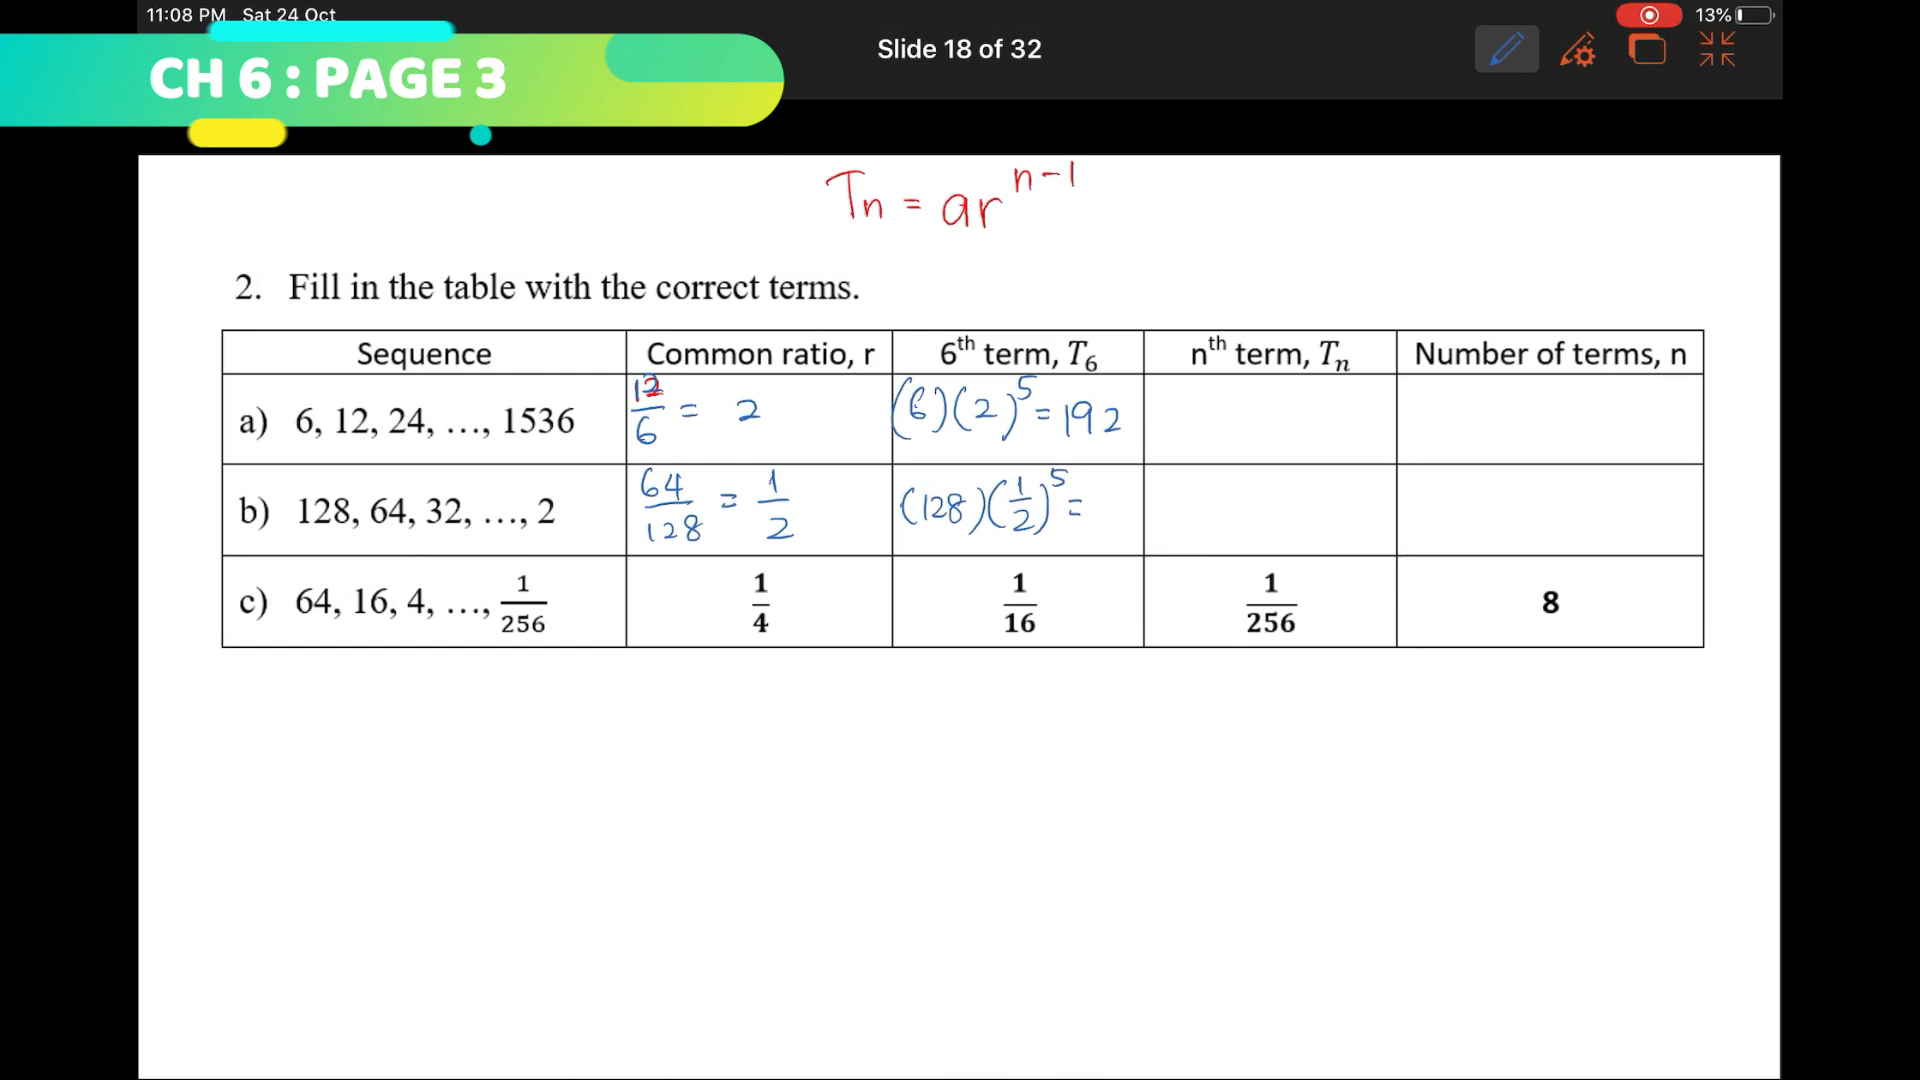 11:08 PM Sat 24 Oct
13%
Slide 18 of 32
CH 6 : PAGE 3
Tn = ar^(n-1)
2. Fill in the table with the correct terms.
Sequence Common ratio, r 6th term, T6 nth term, Tn Number of terms, n
a) 6, 12, 24, …, 1536 12/6 = 2 (6)(2)^5 = 192
b) 128, 64, 32, …, 2 64/128 = 1/2 (128)(1/2)^5 =
c) 64, 16, 4, …, 1/256 1/4 1/16 1/256 8